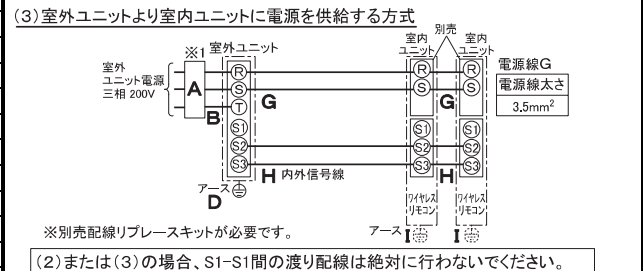 (3)室外ユニットより室内ユニットに電源を供給する方式
別売
※1
室外ユニット
室内
ユニット
室内
ユニット
室外
ユニット電源
三相 200V
A
B
R
S
T
S1
S2
S3
G
H 内外信号線
R
S
S1
S2
S3
G
H
R
S
S1
S2
S3
電源線G
電源線太さ
3.5mm²
アース
D
ワイヤレス
リモコン
ワイヤレス
リモコン
アース I
I
※別売配線リプレースキットが必要です。
(2)または(3)の場合、S1-S1間の渡り配線は絶対に行わないでください。